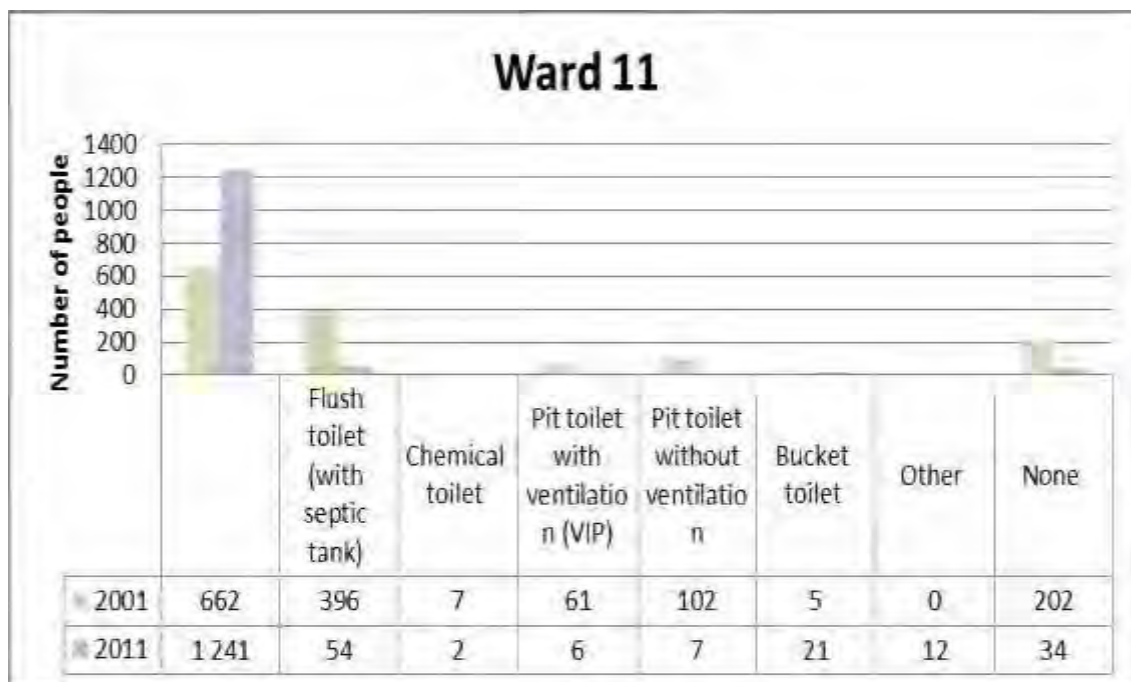 Ward 11
Number of people
1400
1200
1000
800
600
400
200
0
Flush
toilet
(with
septic
tank)
Chemical
toilet
Pit toilet
with
ventilatio
n (VIP)
Pit toilet
without
ventilatio
n
Bucket
toilet
Other
None
2001 662 396 7 61 102 5 0 202
2011 1 241 54 2 6 7 21 12 34